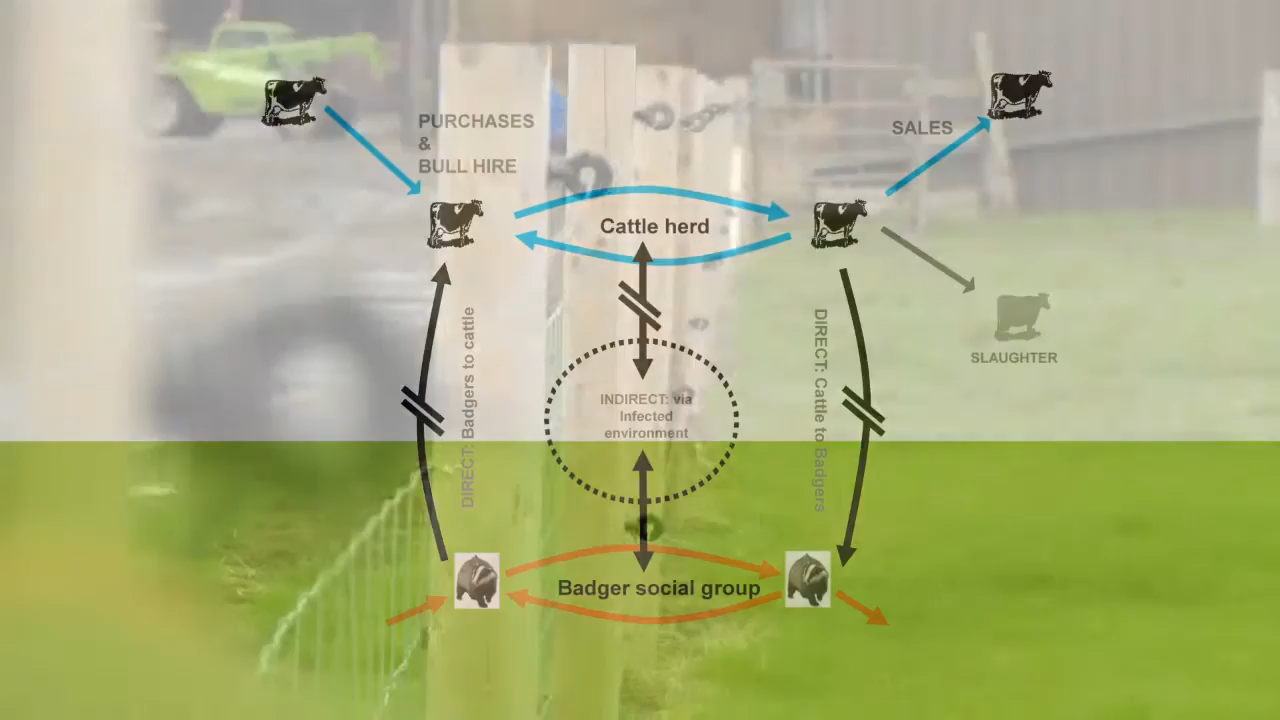 PURCHASES
&
BULL HIRE
SALES
Cattle herd
SLAUGHTER
DIRECT: Badgers to cattle
INDIRECT: via
Infected
environment
DIRECT: Cattle to Badgers
Badger social group